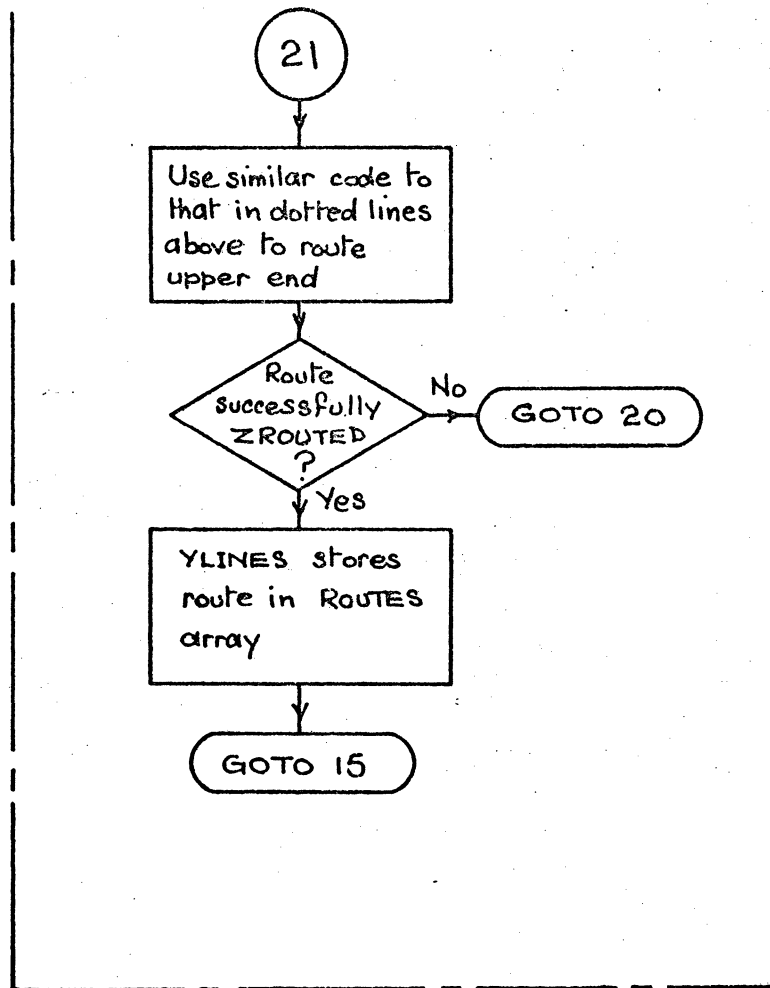 21
Use similar code to
that in dotted lines
above to route
upper end
Route
successfully
ZROUTED
?
No
GOTO 20
Yes
YLINES stores
route in ROUTES
array
GOTO 15